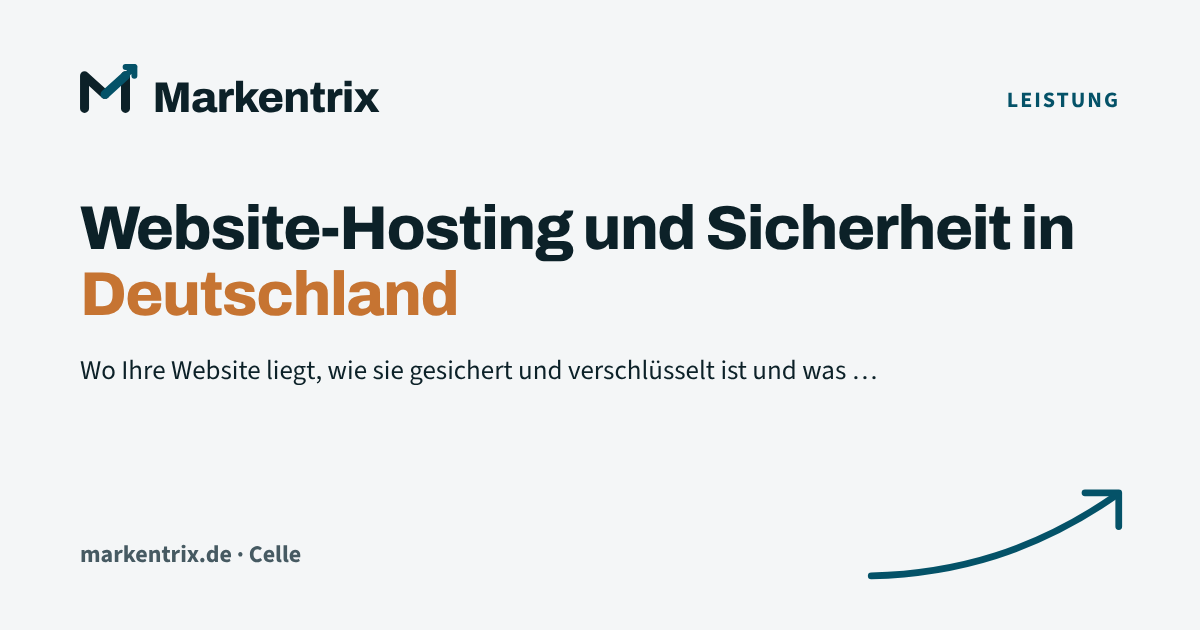 Markentrix
LEISTUNG
Website-Hosting und Sicherheit in
Deutschland
Wo Ihre Website liegt, wie sie gesichert und verschlüsselt ist und was …
markentrix.de · Celle